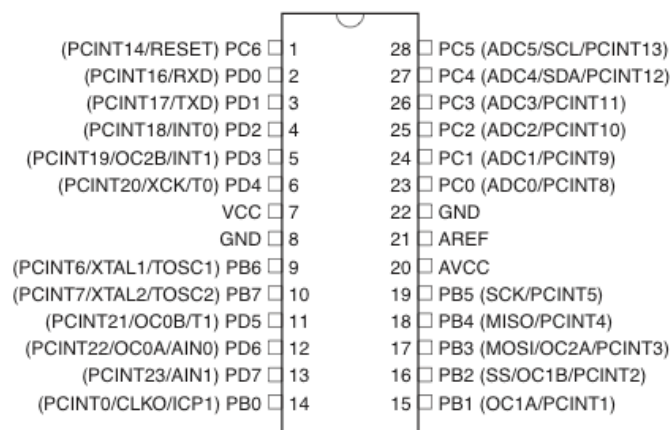 (PCINT14/RESET) PC6 1 28 PC5 (ADC5/SCL/PCINT13)
(PCINT16/RXD) PD0 2 27 PC4 (ADC4/SDA/PCINT12)
(PCINT17/TXD) PD1 3 26 PC3 (ADC3/PCINT11)
(PCINT18/INT0) PD2 4 25 PC2 (ADC2/PCINT10)
(PCINT19/OC2B/INT1) PD3 5 24 PC1 (ADC1/PCINT9)
(PCINT20/XCK/T0) PD4 6 23 PC0 (ADC0/PCINT8)
VCC 7 22 GND
GND 8 21 AREF
(PCINT6/XTAL1/TOSC1) PB6 9 20 AVCC
(PCINT7/XTAL2/TOSC2) PB7 10 19 PB5 (SCK/PCINT5)
(PCINT21/OC0B/T1) PD5 11 18 PB4 (MISO/PCINT4)
(PCINT22/OC0A/AIN0) PD6 12 17 PB3 (MOSI/OC2A/PCINT3)
(PCINT23/AIN1) PD7 13 16 PB2 (SS/OC1B/PCINT2)
(PCINT0/CLKO/ICP1) PB0 14 15 PB1 (OC1A/PCINT1)